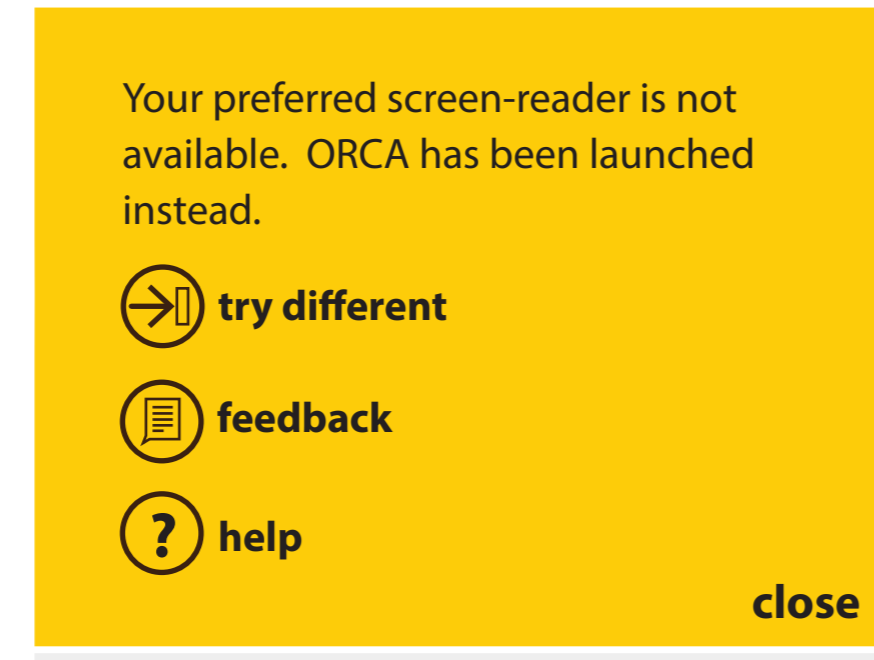 Your preferred screen-reader is not
available.  ORCA has been launched
instead.
try different
feedback
? help
close